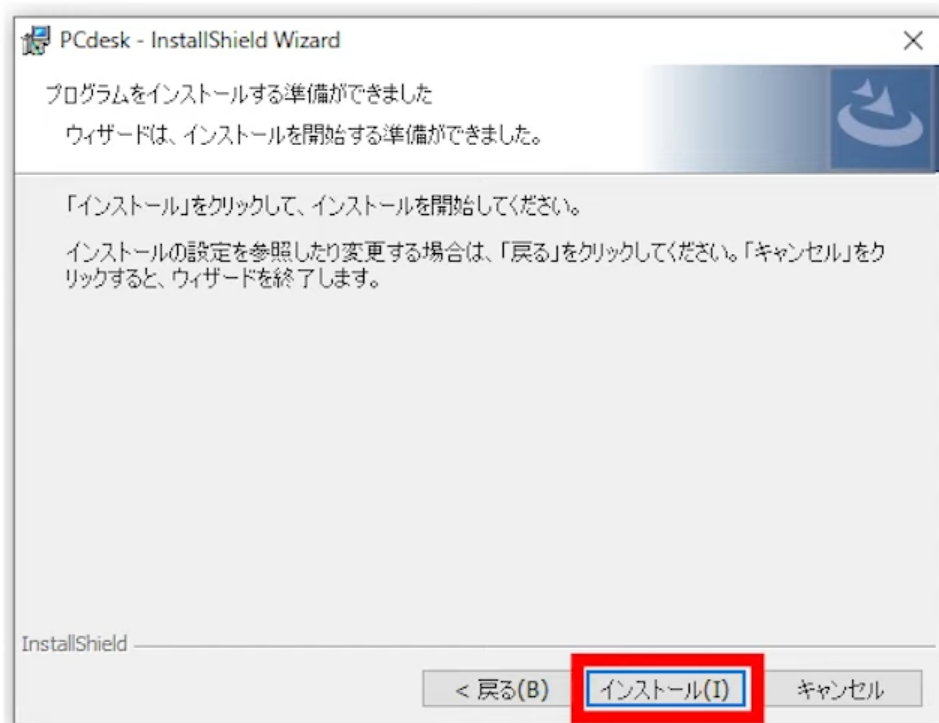 PCdesk - InstallShield Wizard
プログラムをインストールする準備ができました
ウィザードは、インストールを開始する準備ができました。
「インストール」をクリックして、インストールを開始してください。
インストールの設定を参照したり変更する場合は、「戻る」をクリックしてください。「キャンセル」をク
リックすると、ウィザードを終了します。
InstallShield
< 戻る(B)
インストール(I)
キャンセル